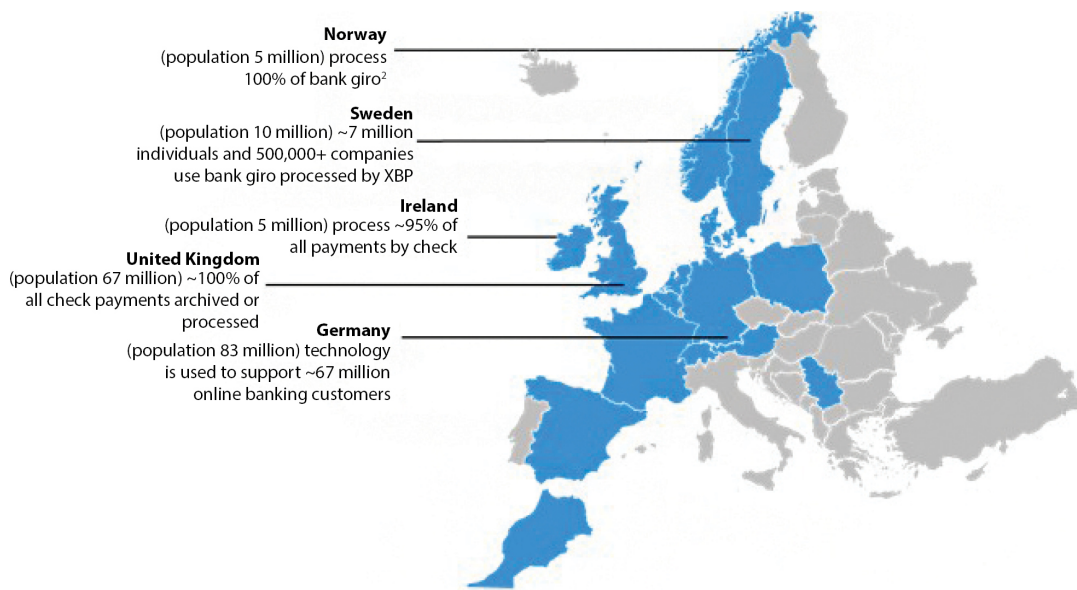 Norway
(population 5 million) process
100% of bank giro²
Sweden
(population 10 million) ~7 million
individuals and 500,000+ companies
use bank giro processed by XBP
Ireland
(population 5 million) process ~95% of
all payments by check
United Kingdom
(population 67 million) ~100% of
all check payments archived or
processed
Germany
(population 83 million) technology
is used to support ~67 million
online banking customers